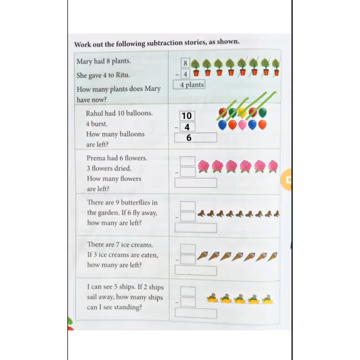 Work out the following subtraction stories, as shown.
Mary had 8 plants.
She gave 4 to Ritu.
How many plants does Mary
have now?
8
- 4
4 plants
Rahul had 10 balloons.
4 burst.
How many balloons
are left?
10
- 4
6
Prema had 6 flowers.
3 flowers dried.
How many flowers
are left?
-
There are 9 butterflies in
the garden. If 6 fly away,
how many are left?
-
There are 7 ice creams.
If 3 ice creams are eaten,
how many are left?
-
I can see 5 ships. If 2 ships
sail away, how many ships
can I see standing?
-